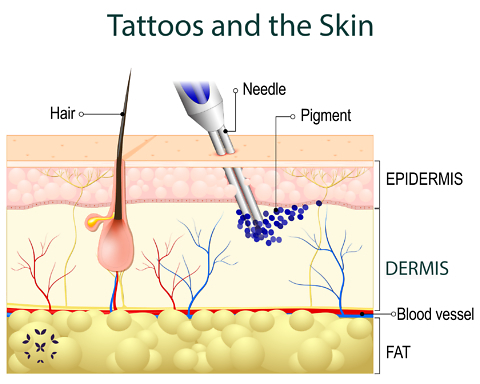 Tattoos and the Skin
Needle
Hair
Pigment
EPIDERMIS
DERMIS
Blood vessel
FAT